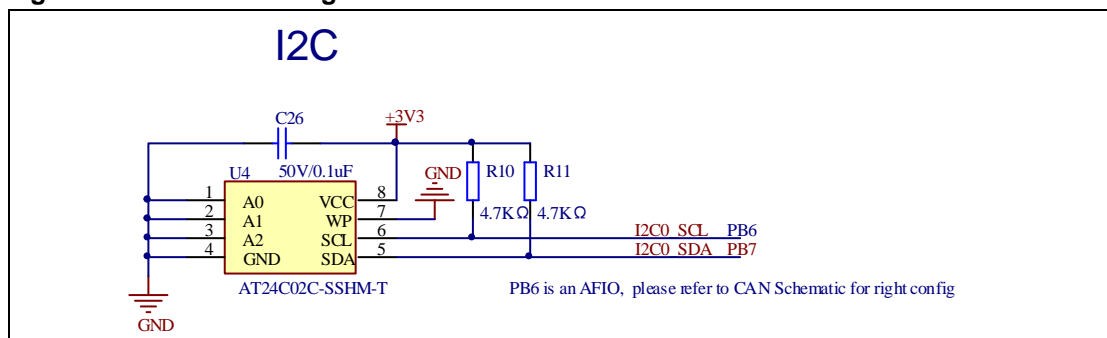 I2C
C26
+3V3
U4
50V/0.1uF
GND
R10
R11
1 A0 VCC 8
2 A1 WP 7
3 A2 SCL 6
4 GND SDA 5
4.7KΩ 4.7KΩ
I2C0_SCL PB6
I2C0_SDA PB7
AT24C02C-SSHM-T
PB6 is an AFIO, please refer to CAN Schematic for right config
GND